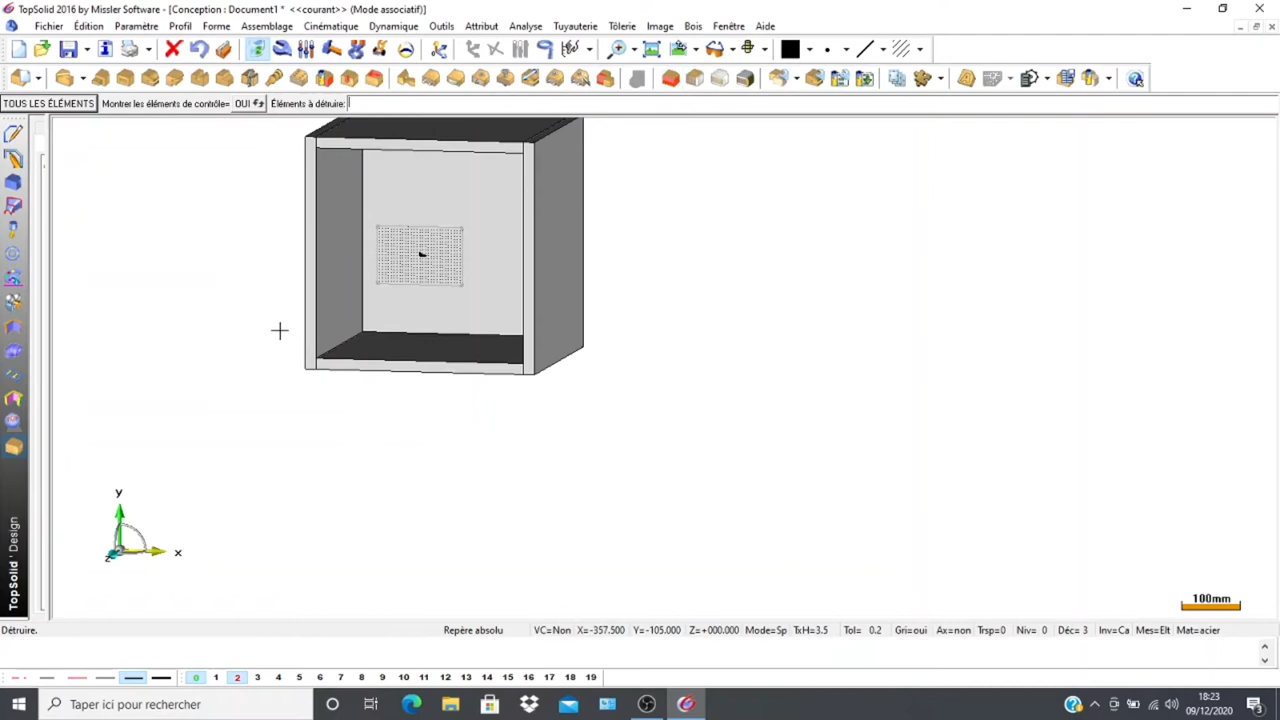 TopSolid 2016 by Missler Software - [Conception : Document1 * <<courant>> (Mode associatif)]
Fichier Édition Paramètre Profil Forme Assemblage Cinématique Dynamique Outils Attribut Analyse Tuyauterie Tôlerie Image Bois Fenêtre Aide
TOUS LES ÉLÉMENTS Montrer les éléments de contrôle= OUI Éléments à détruire:
y
x
z
TopSolid'Design
100mm
Détruire. Repère absolu VC=Non X=-357.500 Y=-105.000 Z=+000.000 Mode=Sp TxH=3.5 Tol= 0.2 Gri=oui Ax=non Trsp=0 Niv= 0 Déc= 3 Inv=Ca Mes=Elt Mat=acier
0 1 2 3 4 5 6 7 8 9 10 11 12 13 14 15 16 17 18 19
Taper ici pour rechercher
18:23
09/12/2020
3